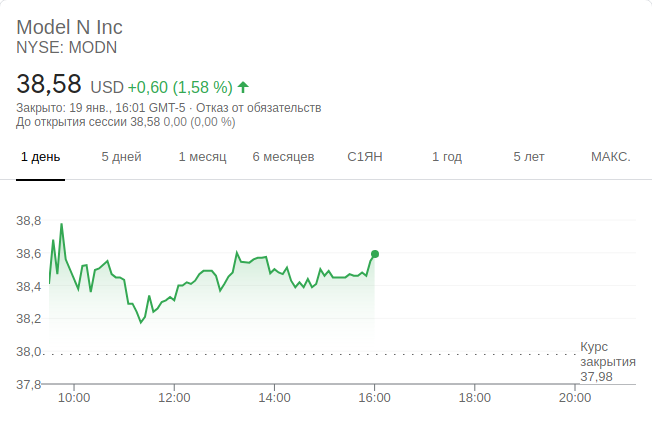 Model N Inc
NYSE: MODN
38,58 USD +0,60 (1,58 %)
Закрыто: 19 янв., 16:01 GMT-5 · Отказ от обязательств
До открытия сессии 38,58 0,00 (0,00 %)
1 день 5 дней 1 месяц 6 месяцев С1ЯН 1 год 5 лет МАКС.
38,8
38,6
38,4
38,2
38,0
37,8
Курс
закрытия
37,98
10:00 12:00 14:00 16:00 18:00 20:00